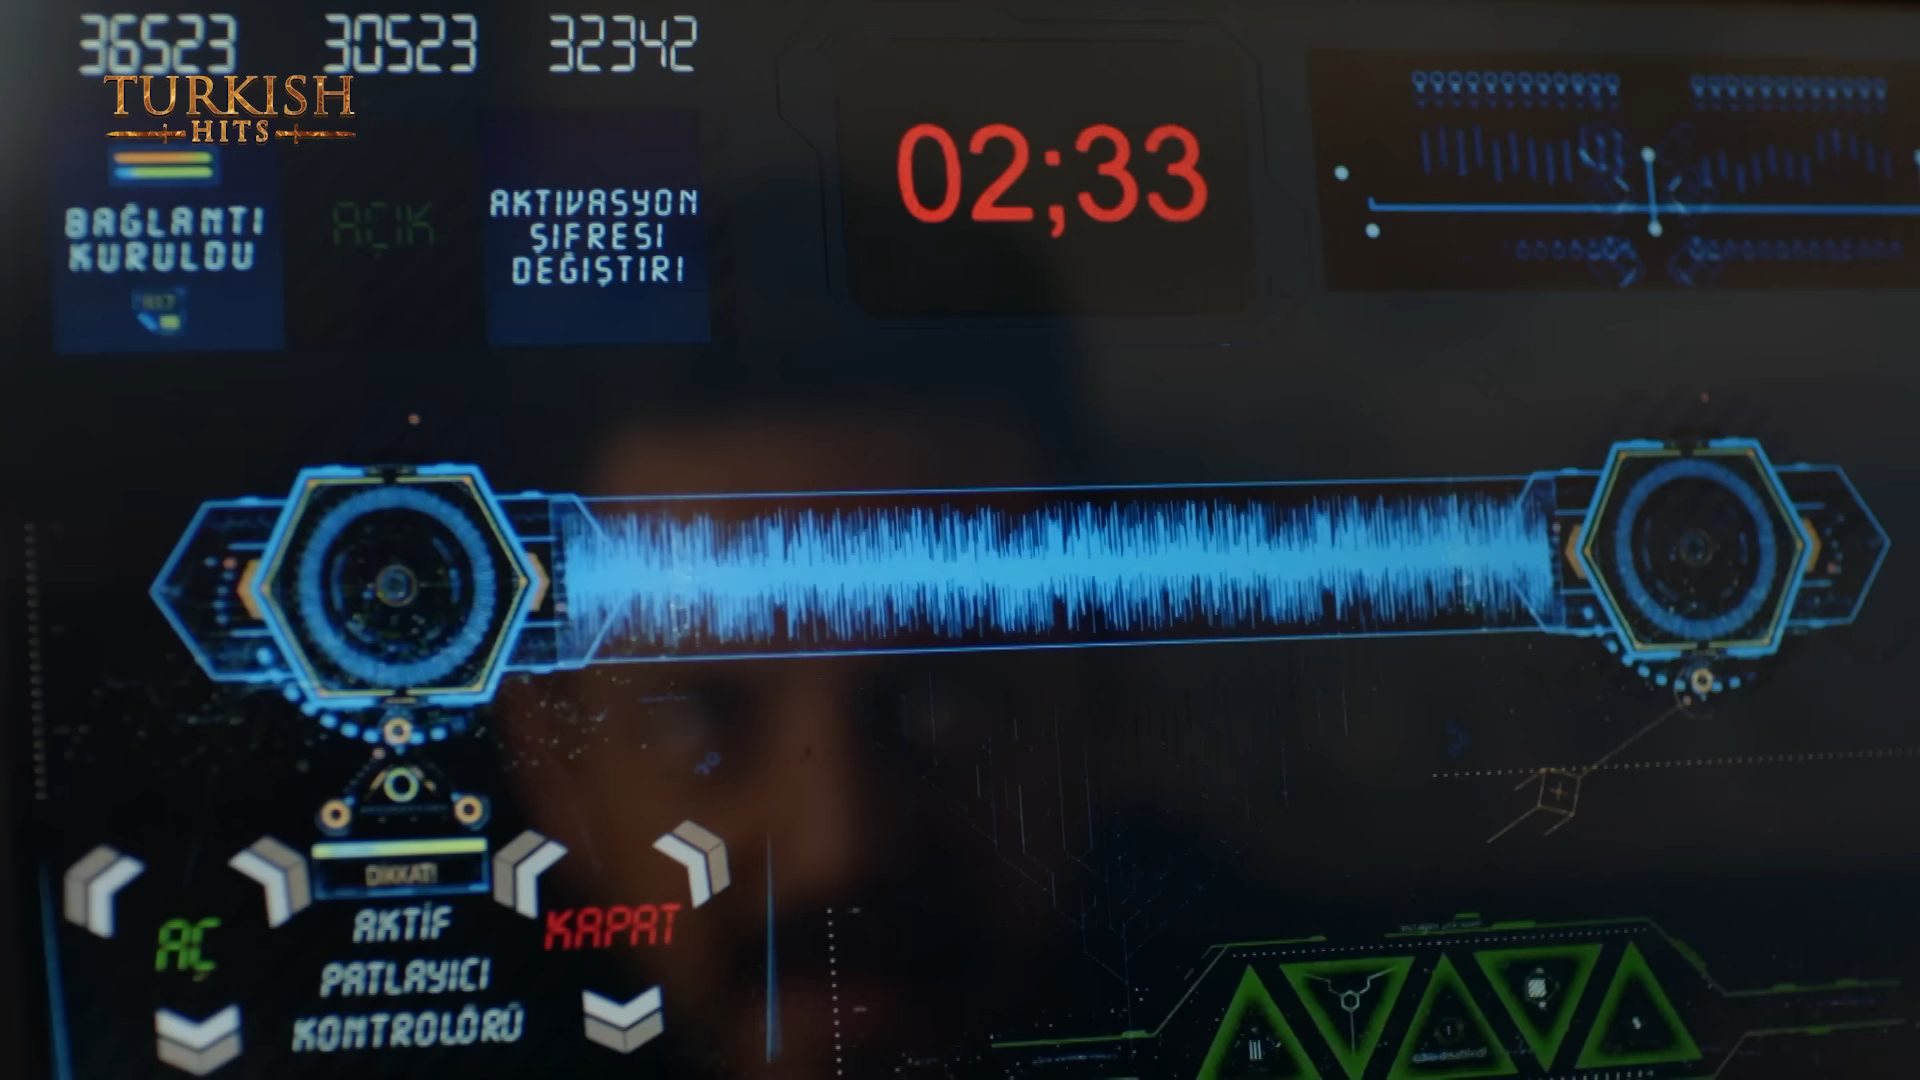 36523 30523 32342
TURKISH
HITS
BAĞLANTI
KURULDU
AÇIK
AKTIVASYON
ŞIFRESI
DEĞIŞTIRI
02;33
DİKKAT!
AÇ
AKTİF
PATLAYICI
KONTROLÖRÜ
KAPAT